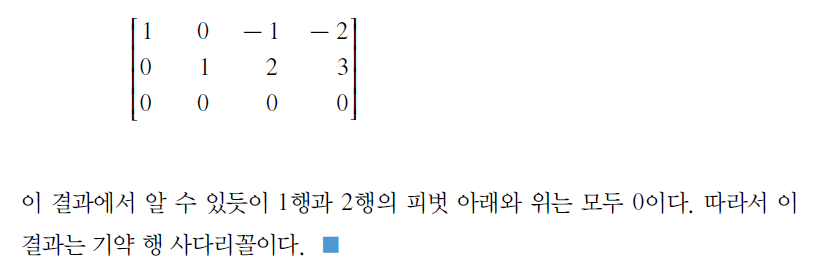 1 0 −1 −2
0 1 2 3
0 0 0 0
이 결과에서 알 수 있듯이 1행과 2행의 피벗 아래와 위는 모두 0이다. 따라서 이
결과는 기약 행 사다리꼴이다.